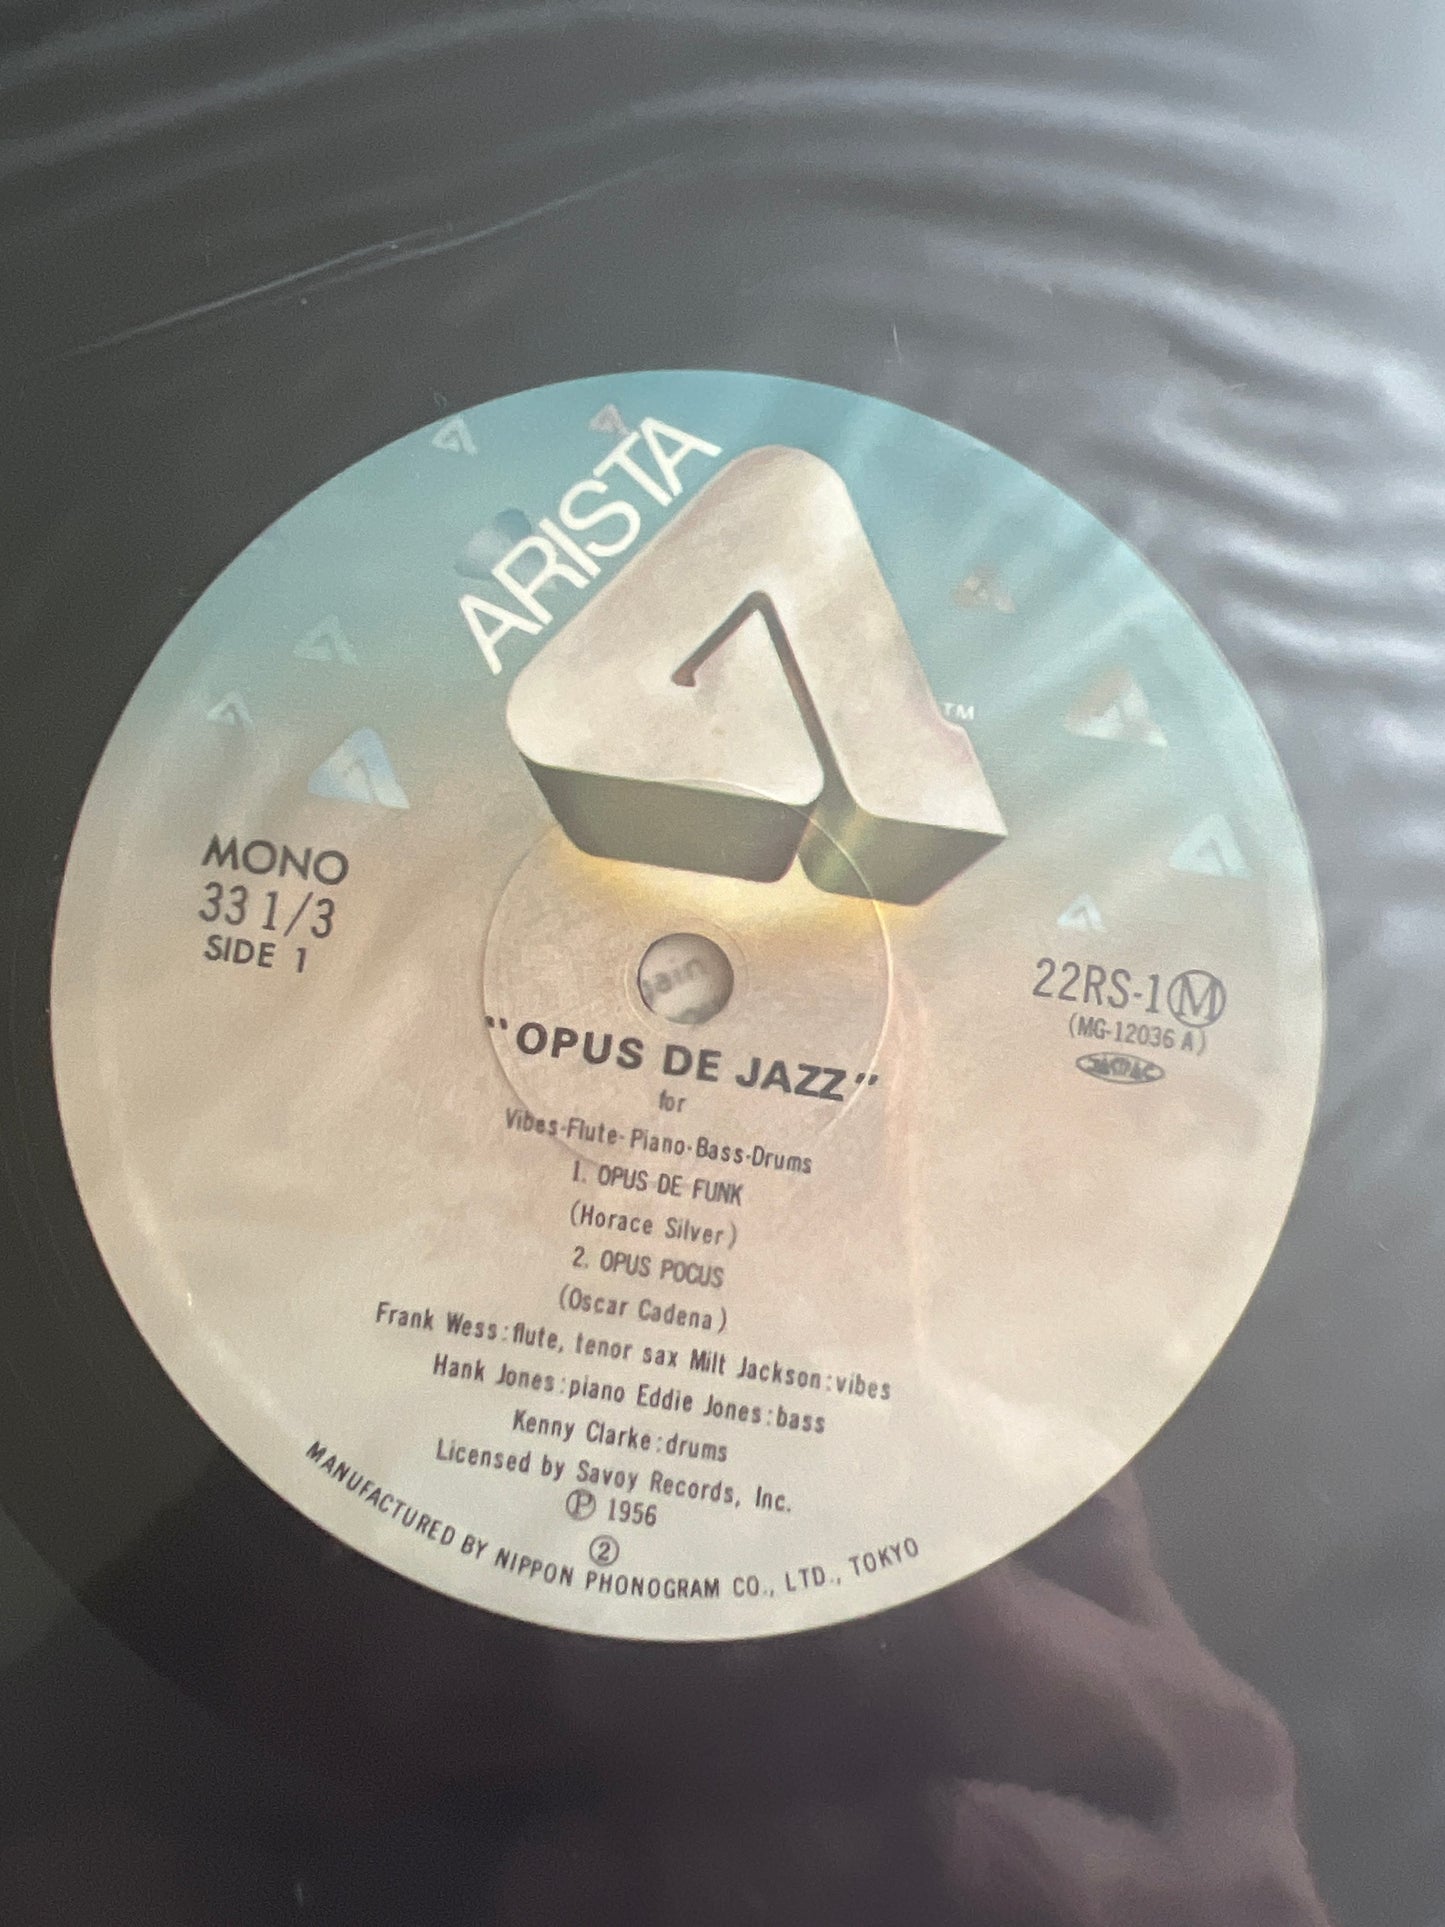 ARISTA
TM
MONO
33 1/3
SIDE 1
22RS-1 Ⓜ
(MG-12036 A)
"OPUS DE JAZZ"
for
Vibes-Flute-Piano-Bass-Drums
1. OPUS DE FUNK
(Horace Silver)
2. OPUS POCUS
(Oscar Cadena)
Frank Wess:flute, tenor sax Milt Jackson:vibes
Hank Jones:piano Eddie Jones:bass
Kenny Clarke:drums
Licensed by Savoy Records, Inc.
Ⓟ 1956
②
MANUFACTURED BY NIPPON PHONOGRAM CO., LTD., TOKYO